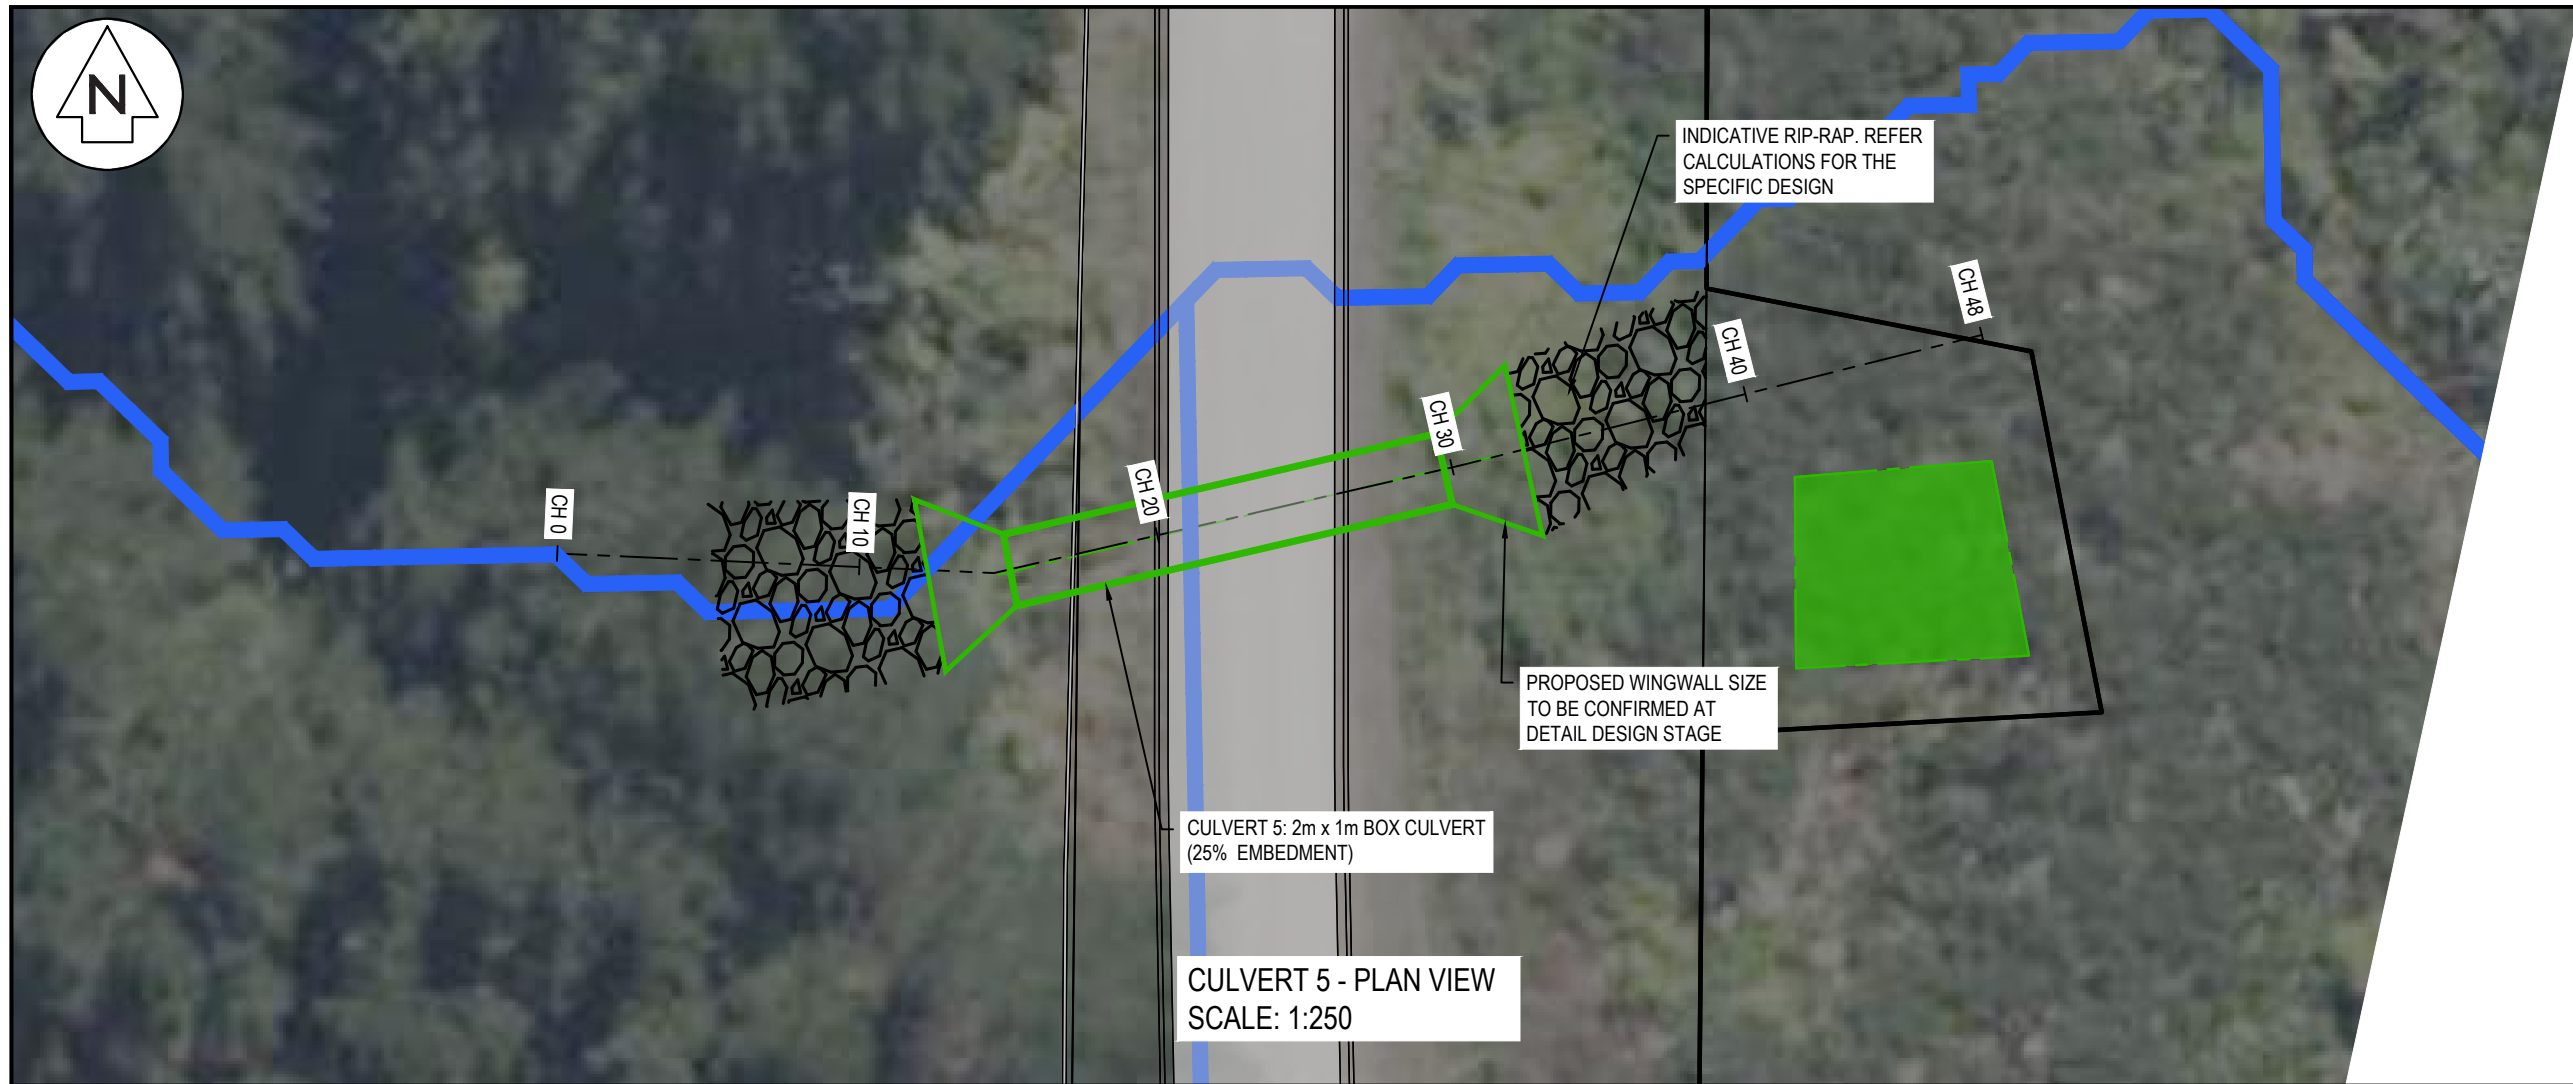 N
INDICATIVE RIP-RAP. REFER
CALCULATIONS FOR THE
SPECIFIC DESIGN
CH 48
CH 40
CH 30
CH 20
CH 10
CH 0
PROPOSED WINGWALL SIZE
TO BE CONFIRMED AT
DETAIL DESIGN STAGE
CULVERT 5: 2m x 1m BOX CULVERT
(25% EMBEDMENT)
CULVERT 5 - PLAN VIEW
SCALE: 1:250